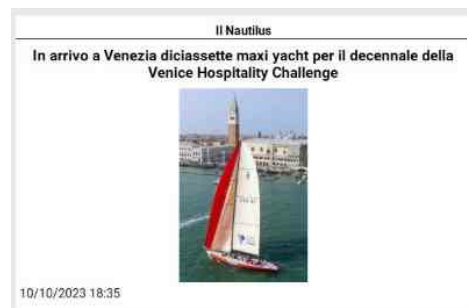 Il Nautilus
In arrivo a Venezia diciassette maxi yacht per il decennale della
Venice Hospitality Challenge
10/10/2023 18:35